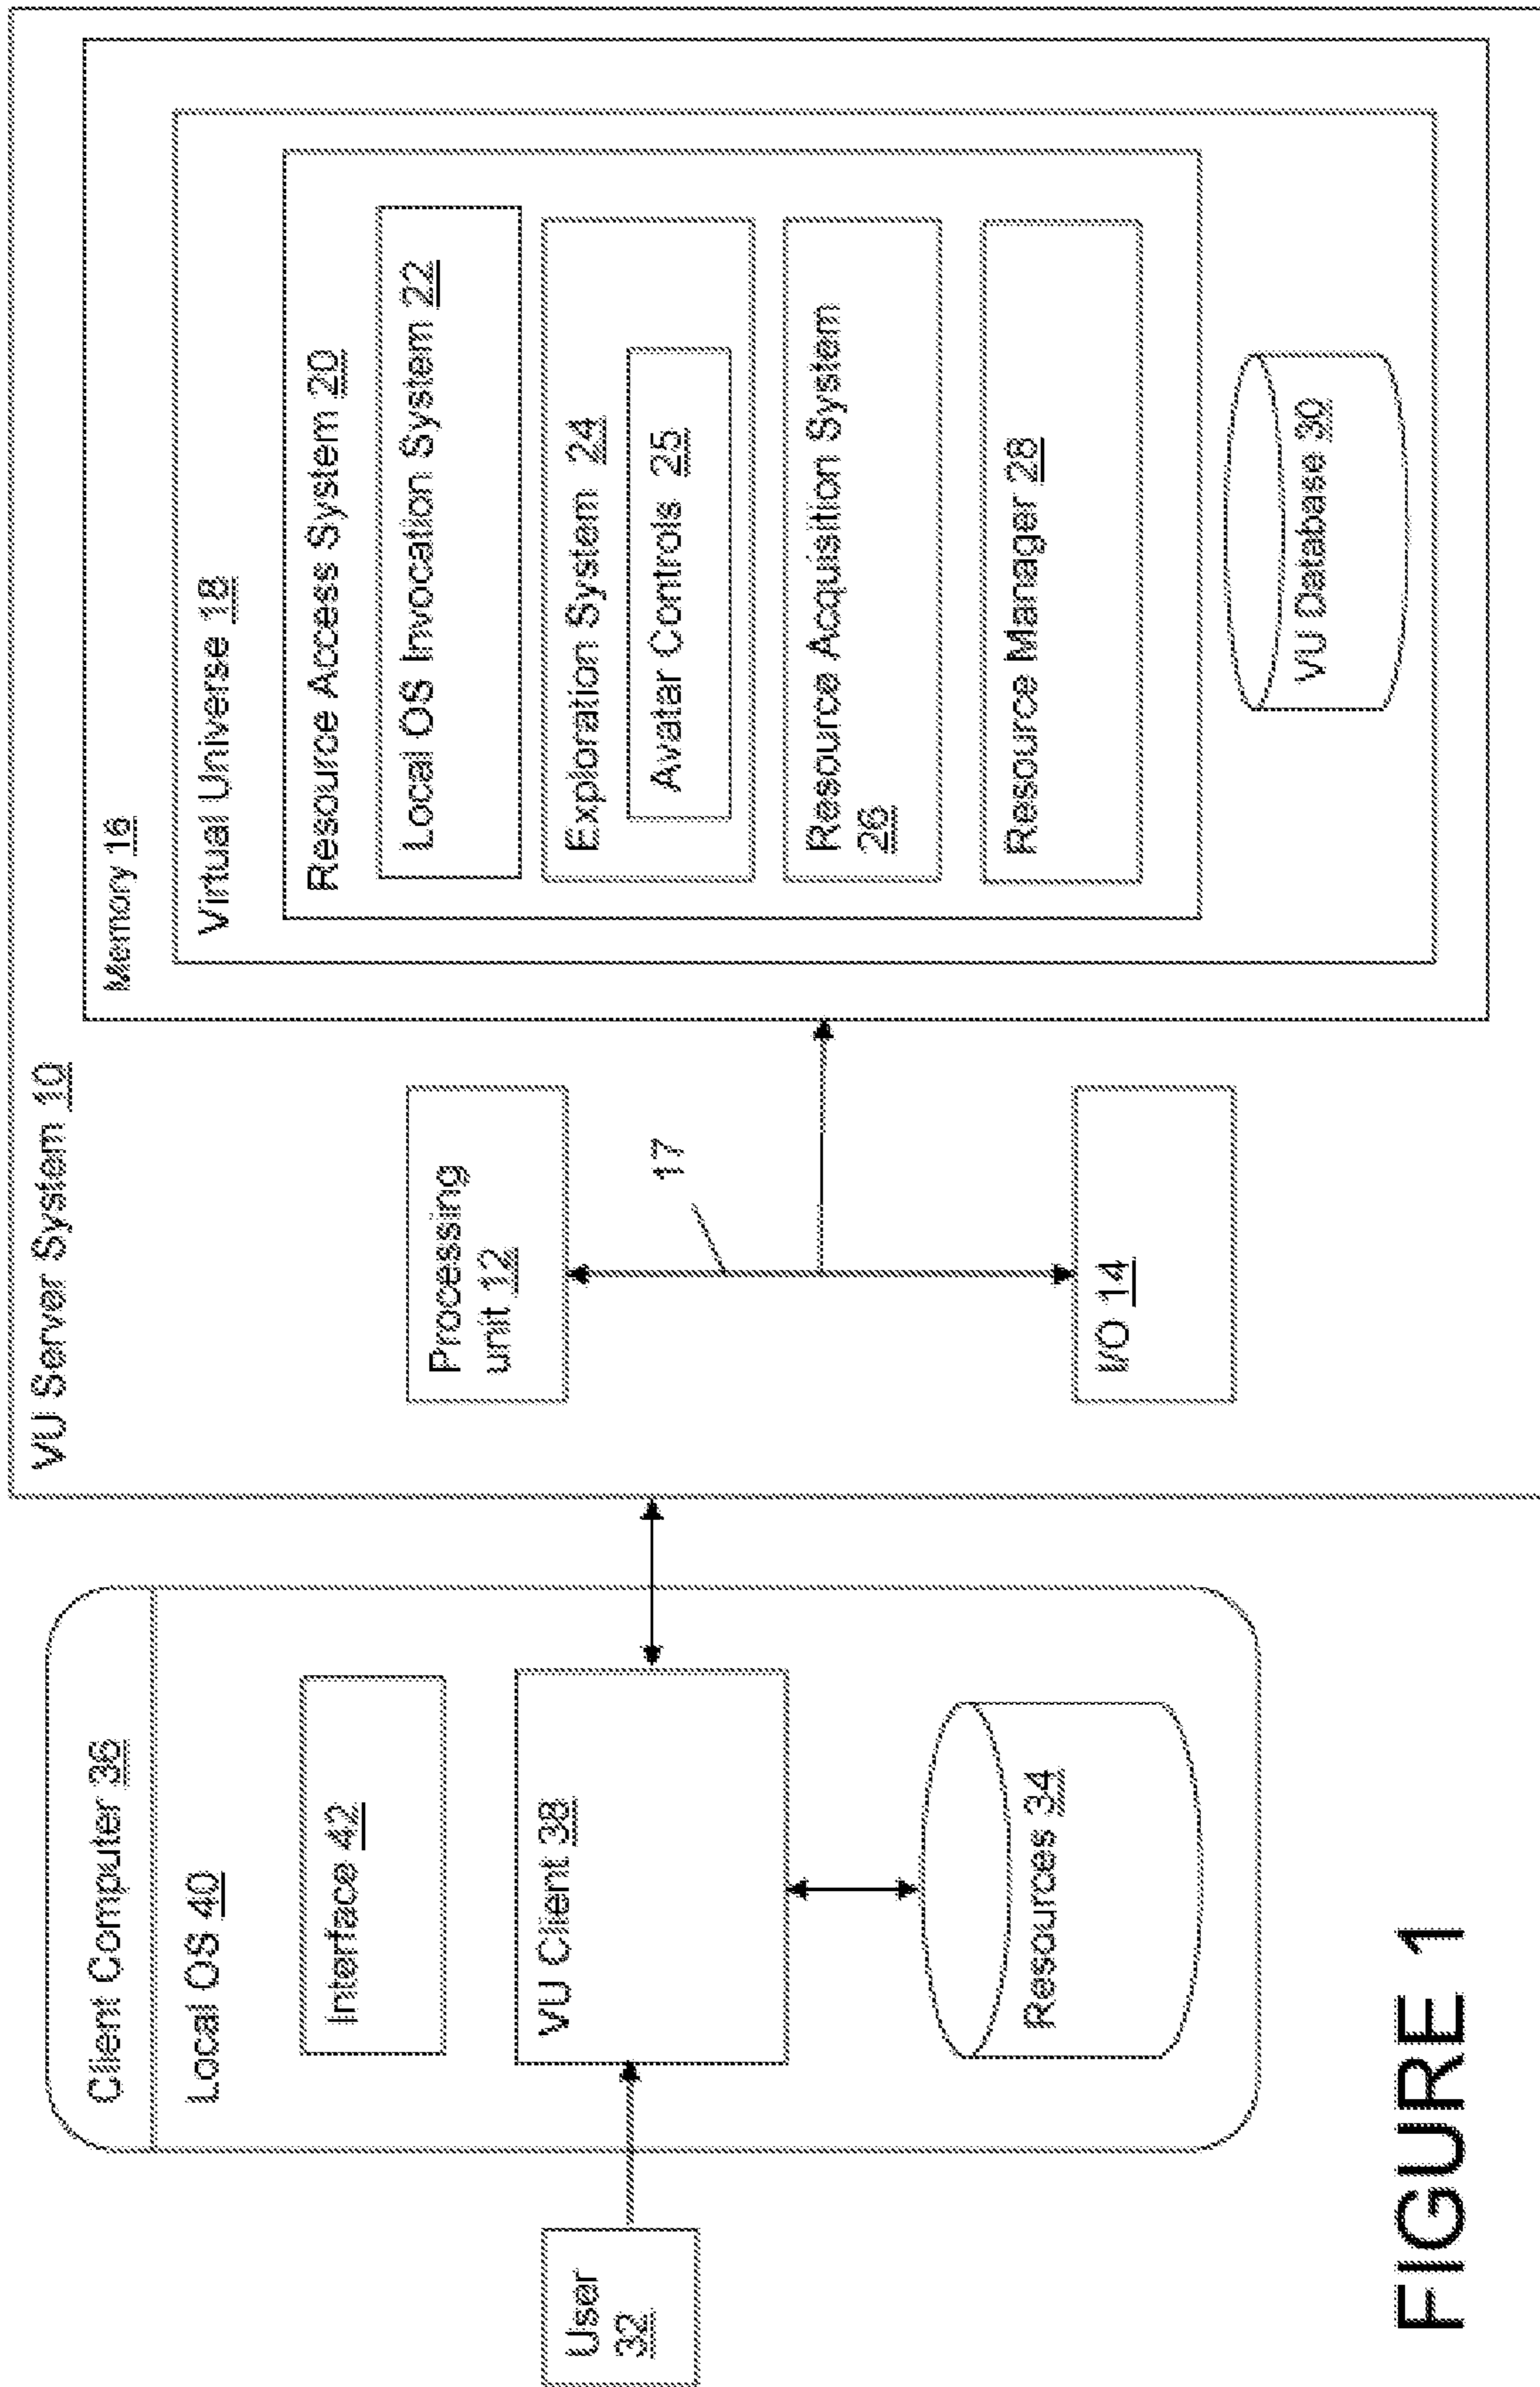 VU Server System 10
Memory 16
Virtual Universe 18
Resource Access System 20
Local OS Invocation System 22
Exploration System 24
Avatar Controls 25
Resource Acquisition System
26
Resource Manager 28
VU Database 30
Processing
unit 12
17
I/O 14
Client Computer 36
Local OS 40
Interface 42
VU Client 38
Resources 34
User
32
FIGURE 1